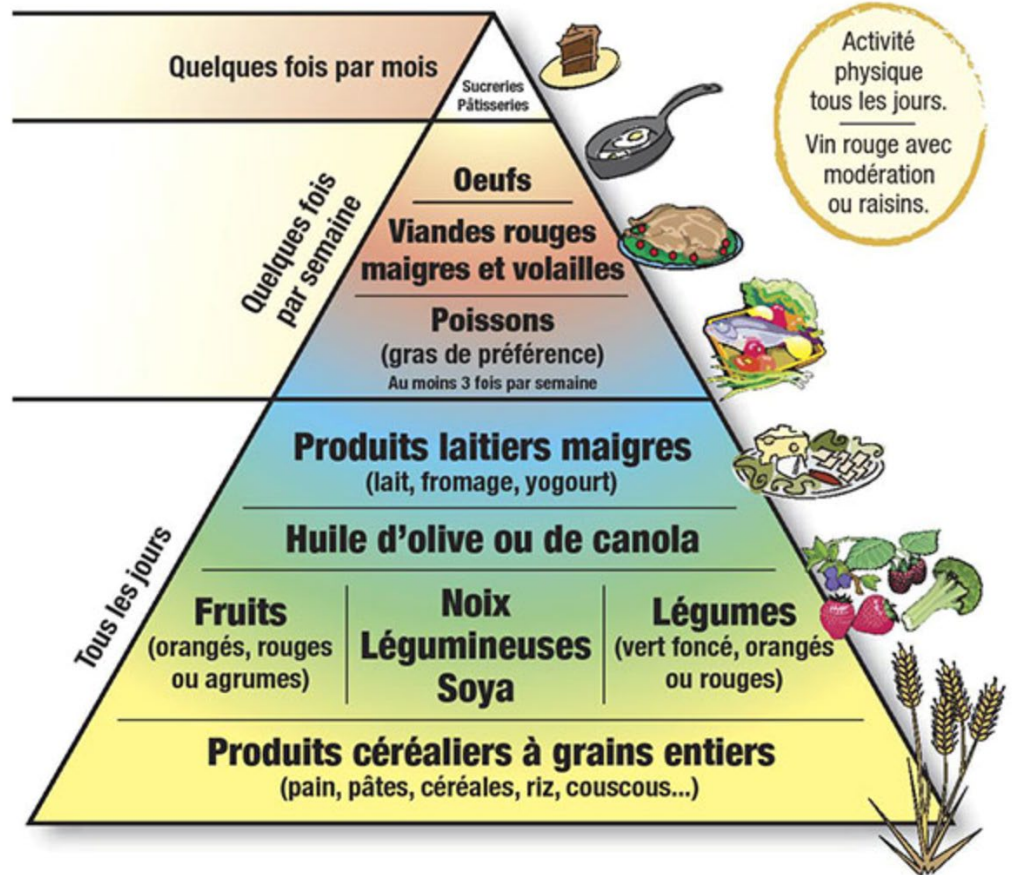 Quelques fois par mois
Sucreries
Pâtisseries
Activité
physique
tous les jours.
Vin rouge avec
modération
ou raisins.
Quelques fois
par semaine
Oeufs
Viandes rouges
maigres et volailles
Poissons
(gras de préférence)
Au moins 3 fois par semaine
Tous les jours
Produits laitiers maigres
(lait, fromage, yogourt)
Huile d’olive ou de canola
Fruits
(orangés, rouges
ou agrumes)
Noix
Légumineuses
Soya
Légumes
(vert foncé, orangés
ou rouges)
Produits céréaliers à grains entiers
(pain, pâtes, céréales, riz, couscous...)